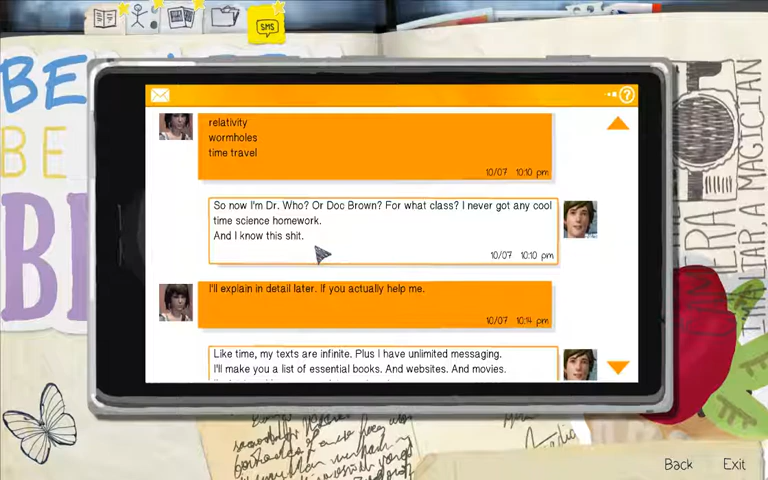 SMS
BE
BE
B
relativity
wormholes
time travel
10/07 10:10 pm
So now I'm Dr. Who? Or Doc Brown? For what class? I never got any cool
time science homework.
And I know this shit.
10/07 10:10 pm
I'll explain in detail later. If you actually help me.
10/07 10:14 pm
Like time, my texts are infinite. Plus I have unlimited messaging.
I'll make you a list of essential books. And websites. And movies.
Back
Exit